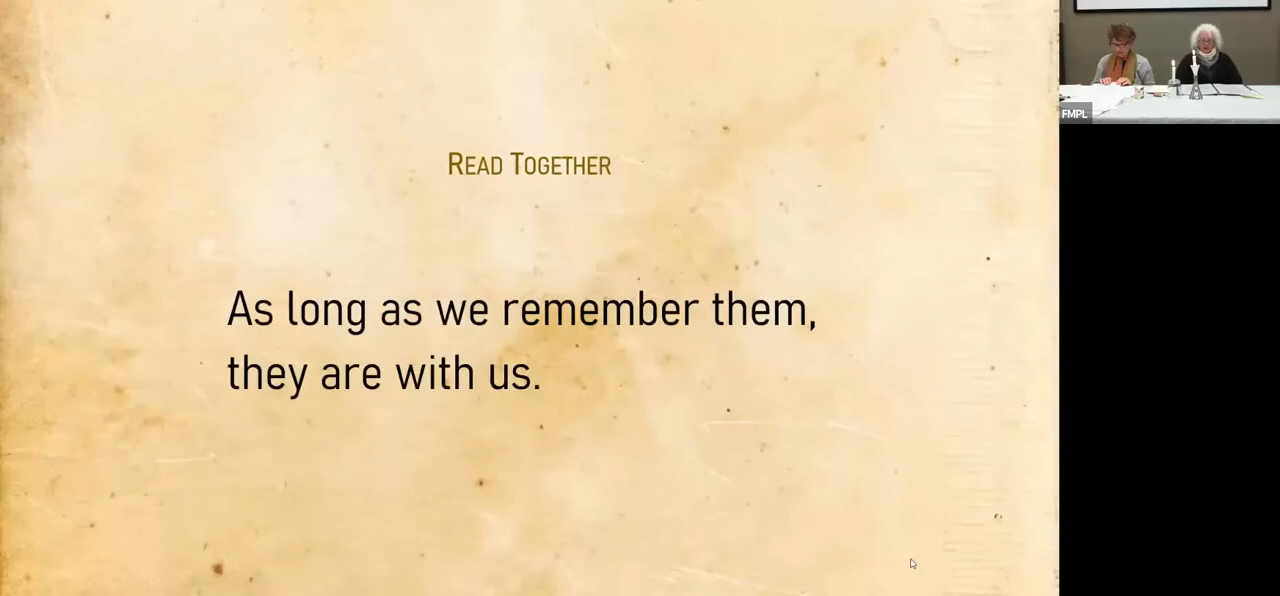 Read Together
As long as we remember them,
they are with us.
FMPL